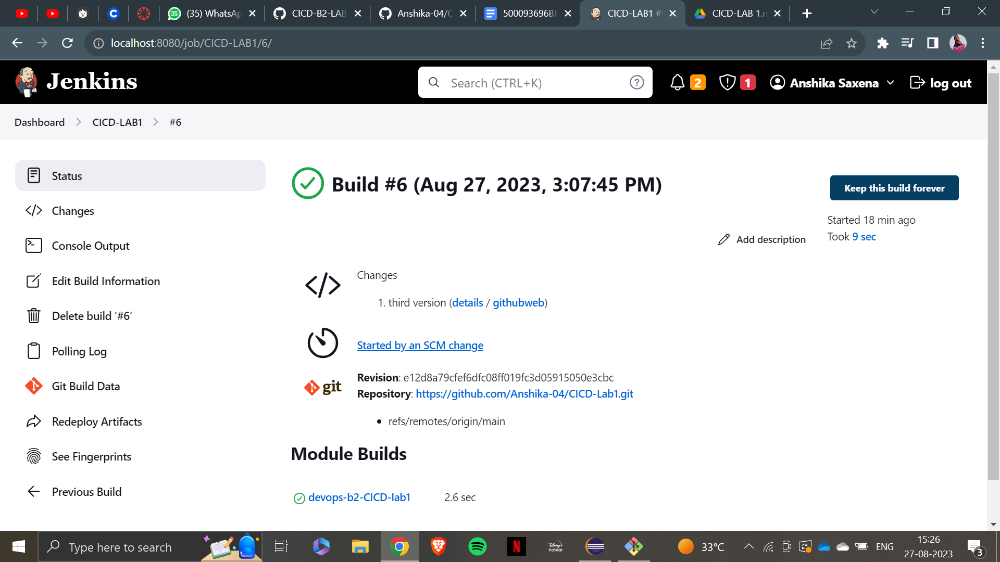 35
(35) WhatsAp
CICD-B2-LAB
Anshika-04/C
500093696BR
CICD-LAB1 #
CICD-LAB 1.
localhost:8080/job/CICD-LAB1/6/
Jenkins
Search (CTRL+K)
2
1
Anshika Saxena
log out
Dashboard
CICD-LAB1
#6
Status
Changes
Console Output
Edit Build Information
Delete build ‘#6’
Polling Log
Git Build Data
Redeploy Artifacts
See Fingerprints
Previous Build
Build #6 (Aug 27, 2023, 3:07:45 PM)
Keep this build forever
Started 18 min ago
Took 9 sec
Add description
Changes
1. third version (details / githubweb)
Started by an SCM change
git
Revision: e12d8a79cfef6dfc08ff019fc3d05915050e3cbc
Repository: https://github.com/Anshika-04/CICD-Lab1.git
• refs/remotes/origin/main
Module Builds
devops-b2-CICD-lab1 2.6 sec
Type here to search
N
Disney+
hotstar
33°C
ENG
15:26
27-08-2023
3